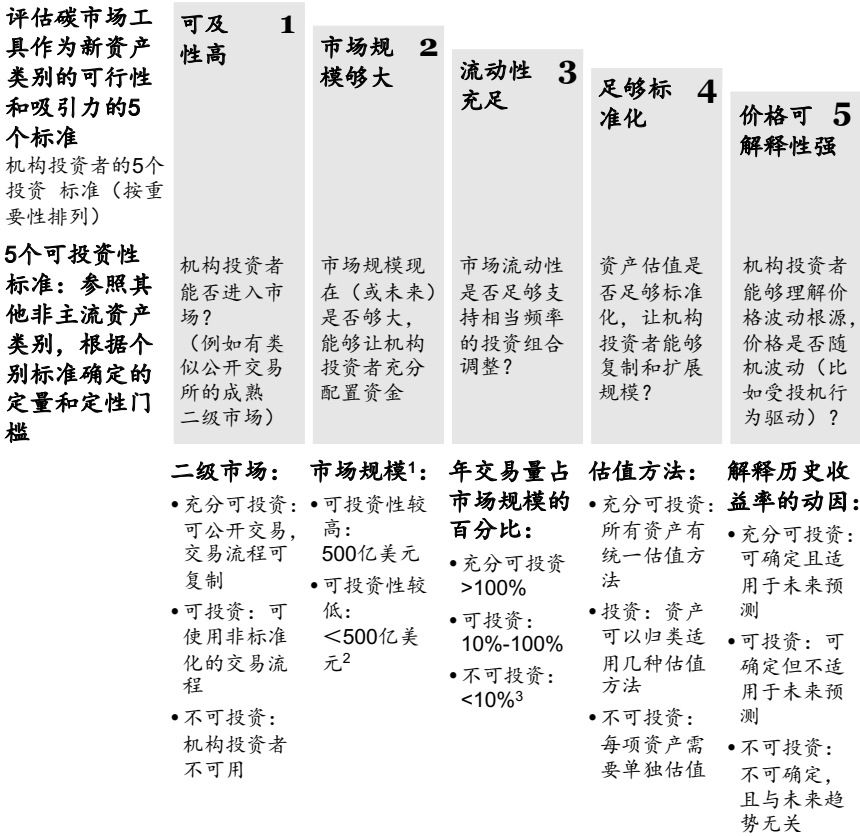 评估碳市场工
具作为新资产
类别的可行性
和吸引力的5
个标准
机构投资者的5个
投资 标准（按重
要性排列）
可及 1
性高
市场规 2
模够大
流动性 3
充足
足够标 4
准化
价格可 5
解释性强
5个可投资性
标准：参照其
他非主流资产
类别，根据个
别标准确定的
定量和定性门
槛
机构投资者
能否进入市
场？
（例如有类
似公开交易
所的成熟
二级市场）
市场规模现
在（或未来）
是否够大，
能够让机构
投资者充分
配置资金
市场流动性
是否足够支
持相当频率
的投资组合
调整？
资产估值是
否足够标准
化，让机构
投资者能够
复制和扩展
规模？
机构投资者
能够理解价
格波动根源，
价格是否随
机波动（比
如受投机行
为驱动）？
二级市场：
•充分可投资：
可公开交易，
交易流程可
复制
•可投资：可
使用非标准
化的交易流
程
•不可投资：
机构投资者
不可用
市场规模1：
•可投资性较
高：
500亿美元
•可投资性较
低：
＜500亿美
元2
年交易量占
市场规模的
百分比：
•充分可投资
>100%
•可投资：
10%-100%
•不可投资：
<10%3
估值方法：
•充分可投资：
所有资产有
统一估值方
法
•投资：资产
可以归类适
用几种估值
方法
•不可投资：
每项资产需
要单独估值
解释历史收
益率的动因：
•充分可投资：
可确定且适
用于未来预
测
•可投资：可
确定但不适
用于未来预
测
•不可投资：
不可确定，
且与未来趋
势无关